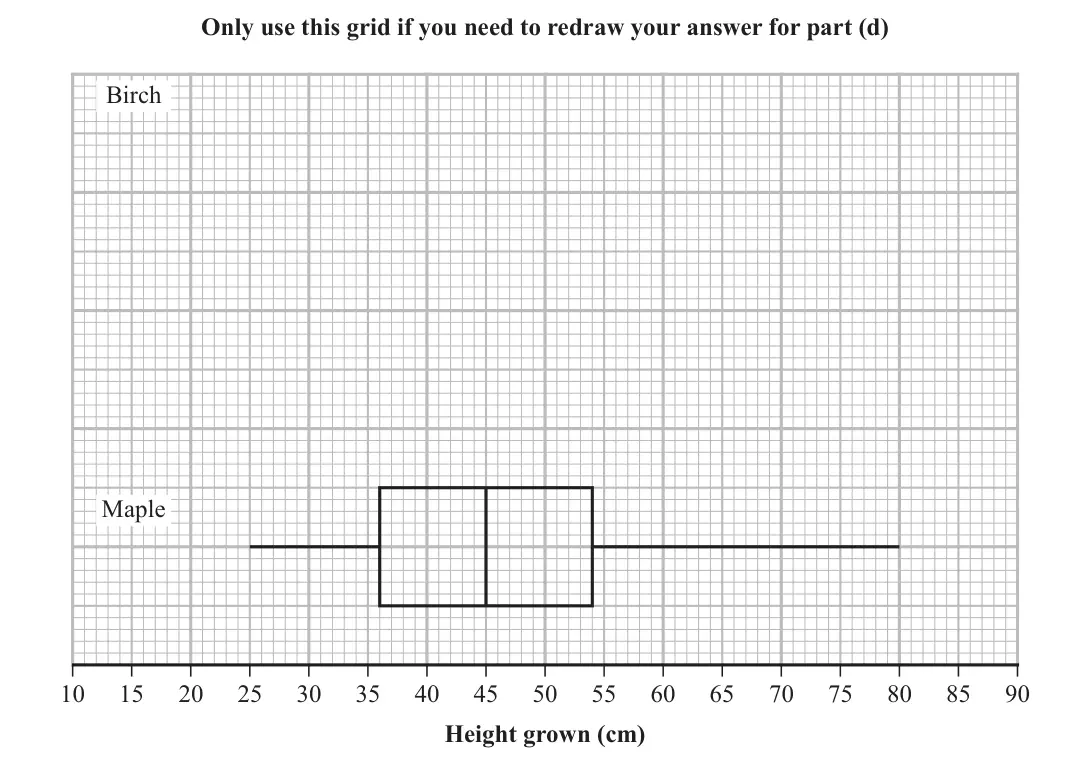 Only use this grid if you need to redraw your answer for part (d)
Birch
Maple
10 15 20 25 30 35 40 45 50 55 60 65 70 75 80 85 90
Height grown (cm)